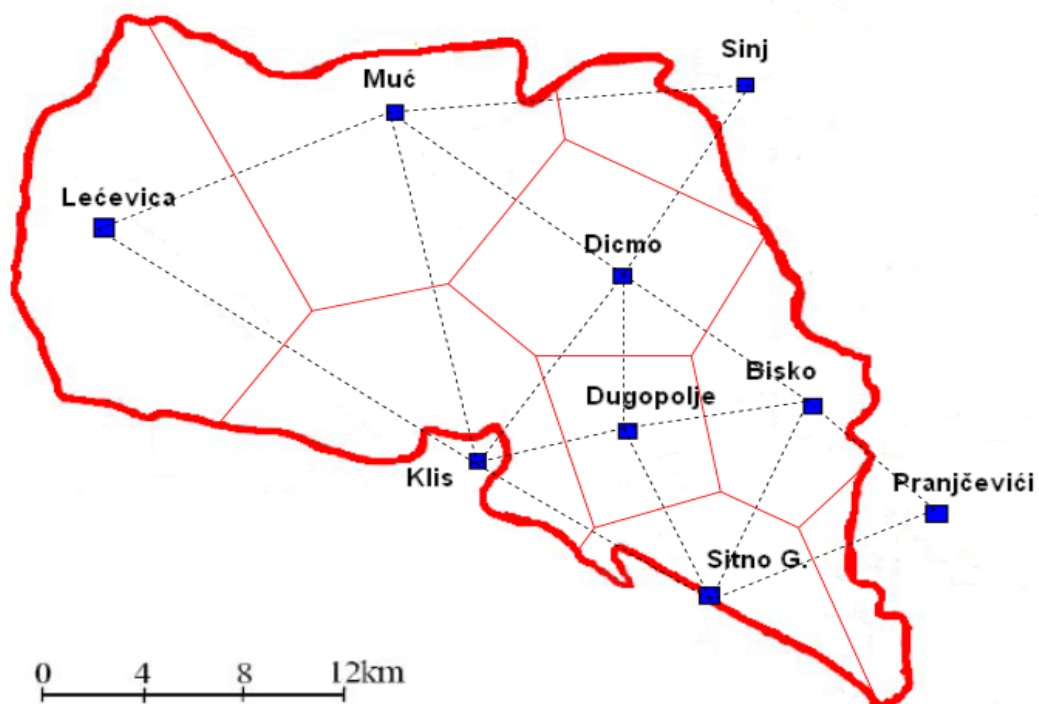 Sinj
Muć
Lećevica
Dicmo
Bisko
Dugopolje
Klis
Pranjčevići
Sitno G.
0 4 8 12km